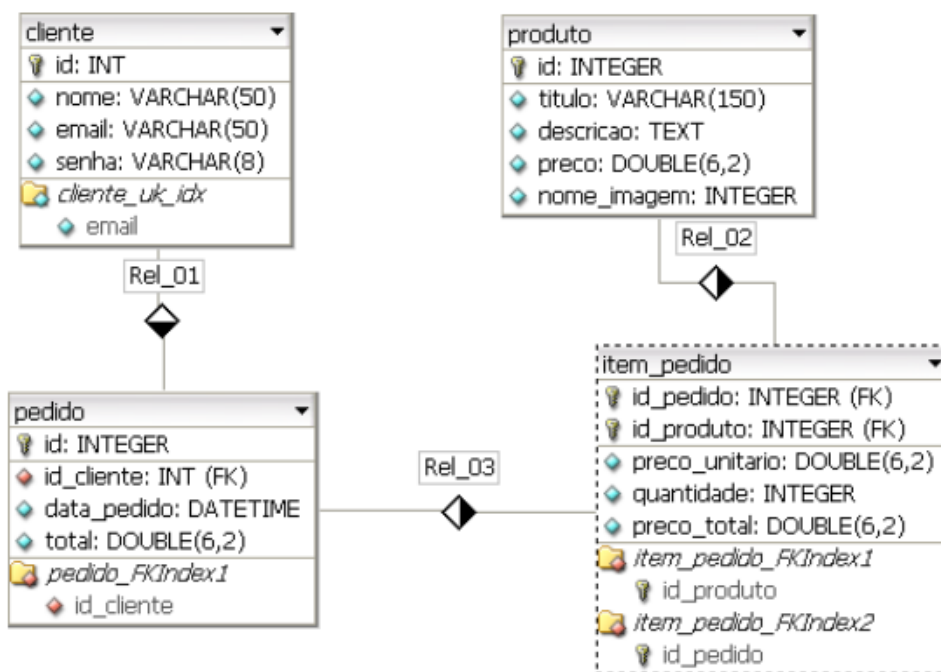 cliente
id: INT
nome: VARCHAR(50)
email: VARCHAR(50)
senha: VARCHAR(8)
cliente_uk_idx
email
produto
id: INTEGER
titulo: VARCHAR(150)
descricao: TEXT
preco: DOUBLE(6,2)
nome_imagem: INTEGER
Rel_01
Rel_02
pedido
id: INTEGER
id_cliente: INT (FK)
data_pedido: DATETIME
total: DOUBLE(6,2)
pedido_FKIndex1
id_cliente
Rel_03
item_pedido
id_pedido: INTEGER (FK)
id_produto: INTEGER (FK)
preco_unitario: DOUBLE(6,2)
quantidade: INTEGER
preco_total: DOUBLE(6,2)
item_pedido_FKIndex1
id_produto
item_pedido_FKIndex2
id_pedido